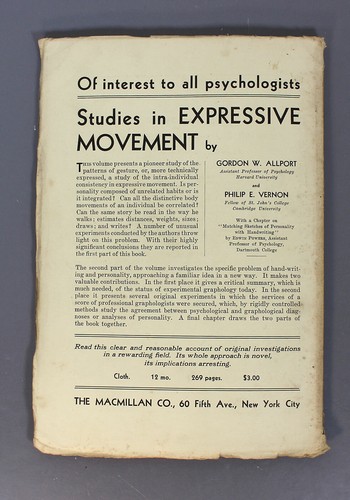 Of interest to all psychologists
Studies in EXPRESSIVE
MOVEMENT by
THIS volume presents a pioneer study of the
patterns of gesture, or, more technically
expressed, a study of the intra-individual
consistency in expressive movement. Is per-
sonality composed of unrelated habits or is
it integrated? Can all the distinctive body
movements of an individual be correlated?
Can the same story be read in the way be
walks; estimates distances, weights, sizes;
draws; and writes? A number of unusual
experiments conducted by the authors throw
light on this problem. With their highly
significant conclusions they are reported in
the first part of this book.
GORDON W. ALLPORT
Assistant Professor of Psychology
Harvard University
and
PHILIP E. VERNON
Fellow of St. John's College
Cambridge University
With a Chapter on
"Matching Sketches of Personality
with Handwriting"
by EDWIN POWERS, Assistant
Professor of Psychology,
Dartmouth College
The second part of the volume investigates the specific problem of hand-writ-
ing and personality, approaching a familiar idea in a new way. It makes two
valuable contributions. In the first place it gives a critical summary, which is
much needed, of the status of experimental graphology today. In the second
place it presents several original experiments in which the services of a
score of professional graphologists were secured, which, by rigidly controlled
methods study the agreement between psychological and graphological diag-
noses or analyses of personality. A final chapter draws the two parts of
the book together.
Read this clear and reasonable account of original investigations
in a rewarding field. Its whole approach is novel,
its implications arresting.
Cloth. 12 mo. 269 pages. $3.00
THE MACMILLAN CO., 60 Fifth Ave., New York City